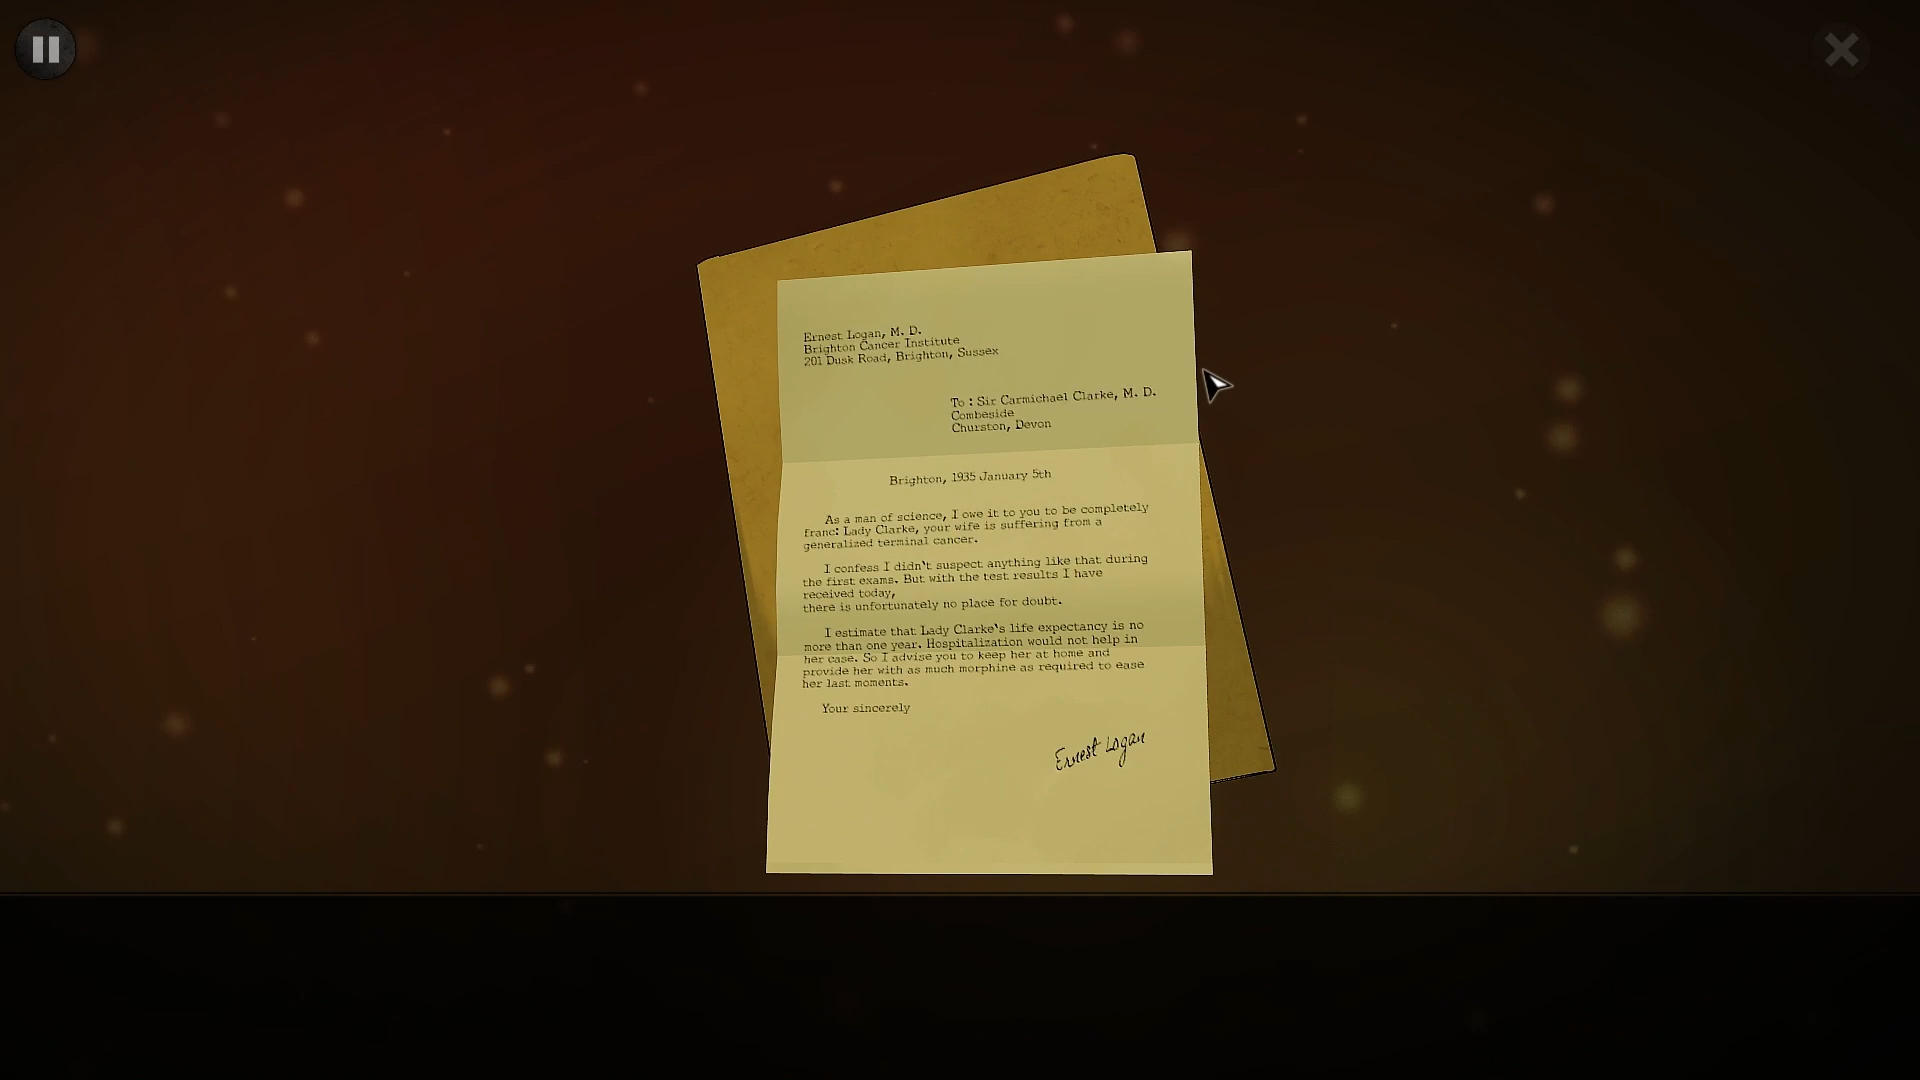 Ernest Logan, M. D.
Brighton Cancer Institute
201 Dusk Road, Brighton, Sussex
To : Sir Carmichael Clarke, M. D.
Combeside
Churston, Devon
Brighton, 1935 January 5th
As a man of science, I owe it to you to be completely
franc: Lady Clarke, your wife is suffering from a
generalized terminal cancer.
I confess I didn't suspect anything like that during
the first exams. But with the test results I have
received today,
there is unfortunately no place for doubt.
I estimate that Lady Clarke's life expectancy is no
more than one year. Hospitalization would not help in
her case. So I advise you to keep her at home and
provide her with as much morphine as required to ease
her last moments.
Your sincerely
Ernest Logan